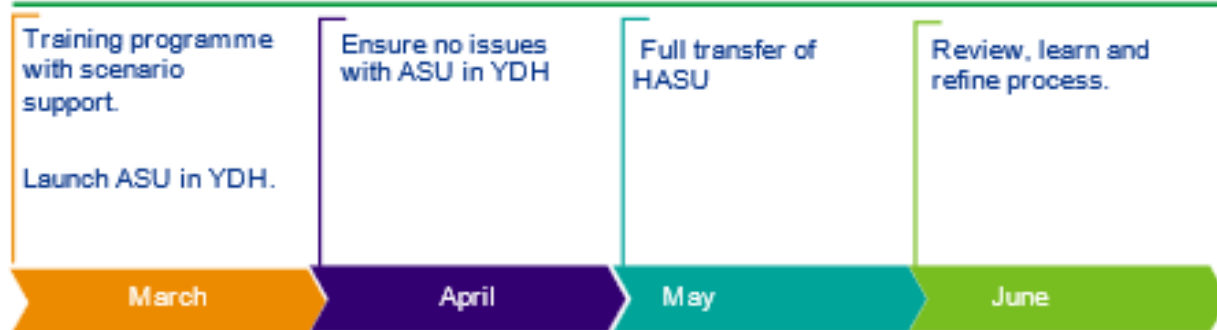 Training programme
with scenario
support.
Launch ASU in YDH.
Ensure no issues
with ASU in YDH
Full transfer of
HASU
Review, learn and
refine process.
March
April
May
June